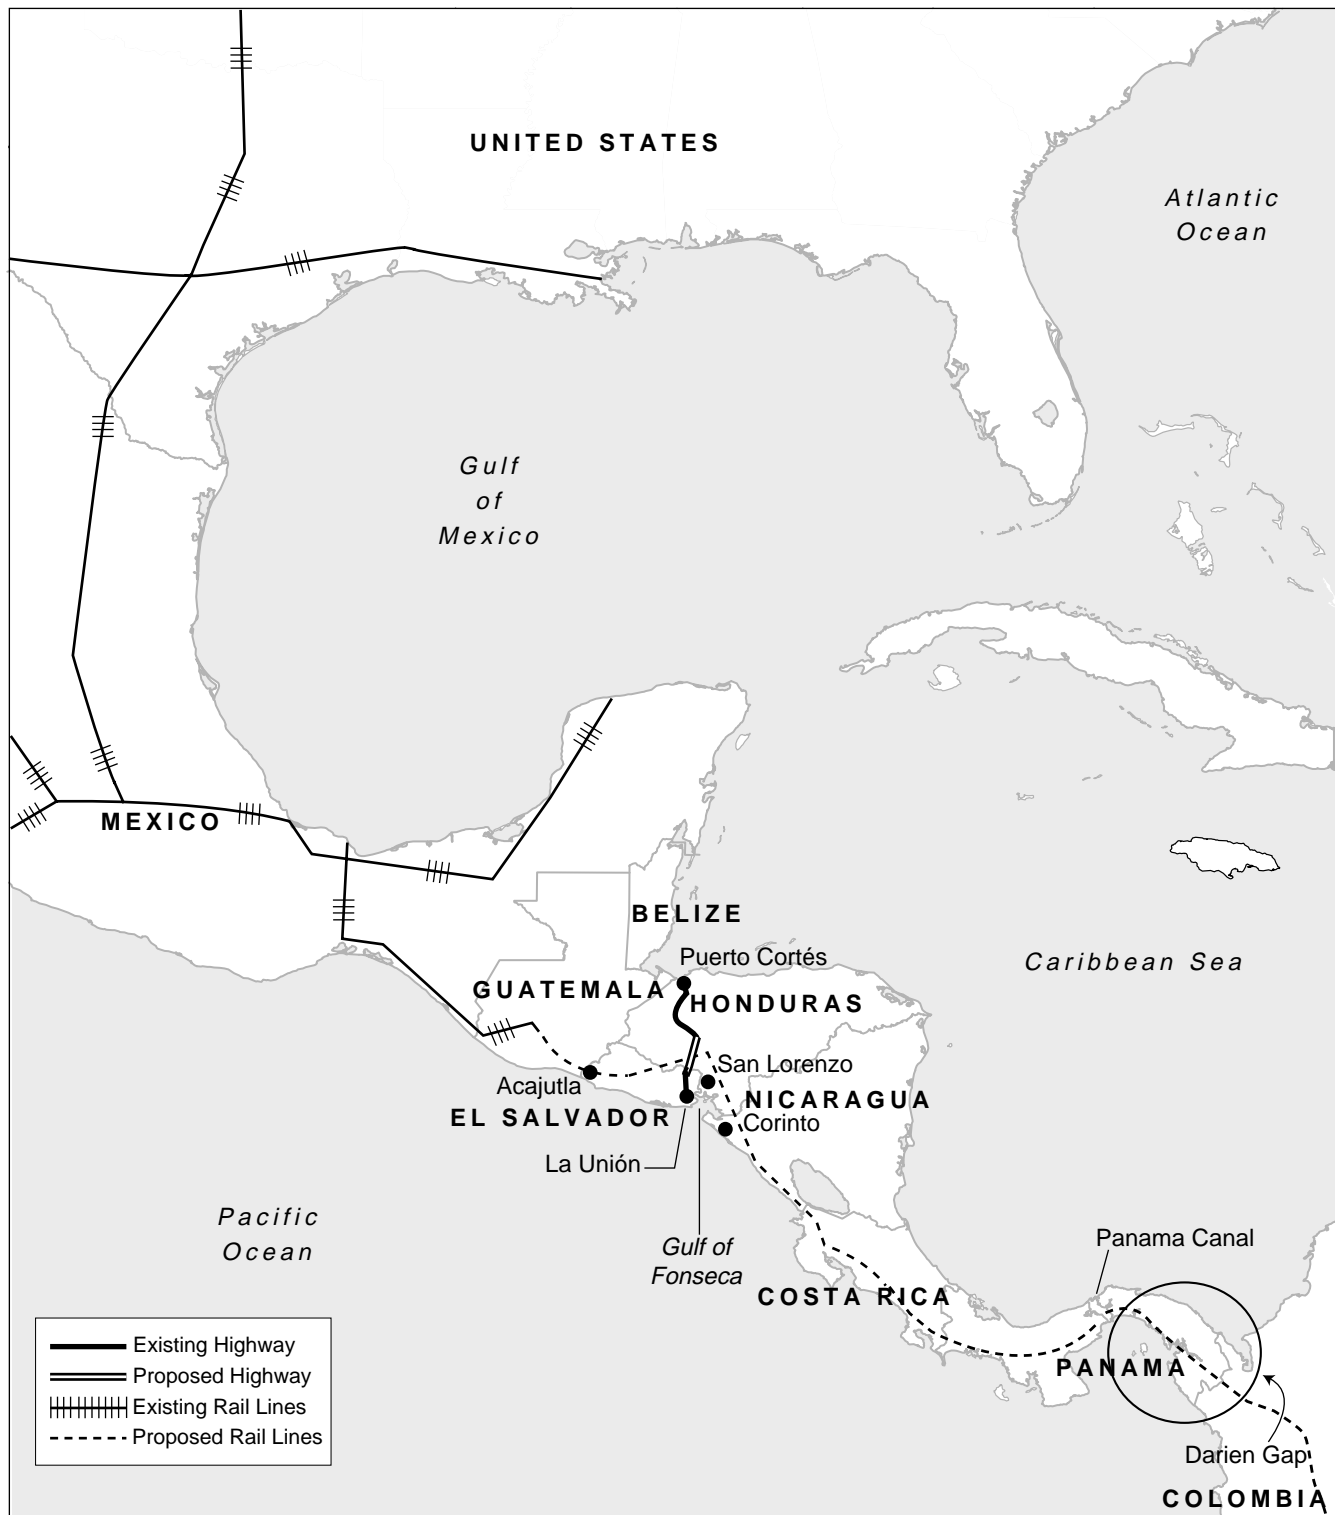 UNITED STATES
Atlantic
Ocean
Gulf
of
Mexico
MEXICO
BELIZE
Puerto Cortés
Caribbean Sea
GUATEMALA
HONDURAS
San Lorenzo
Acajutla
NICARAGUA
EL SALVADOR
Corinto
La Unión
Pacific
Ocean
Gulf of
Fonseca
Panama Canal
COSTA RICA
PANAMA
Darien Gap
COLOMBIA
Existing Highway
Proposed Highway
Existing Rail Lines
Proposed Rail Lines